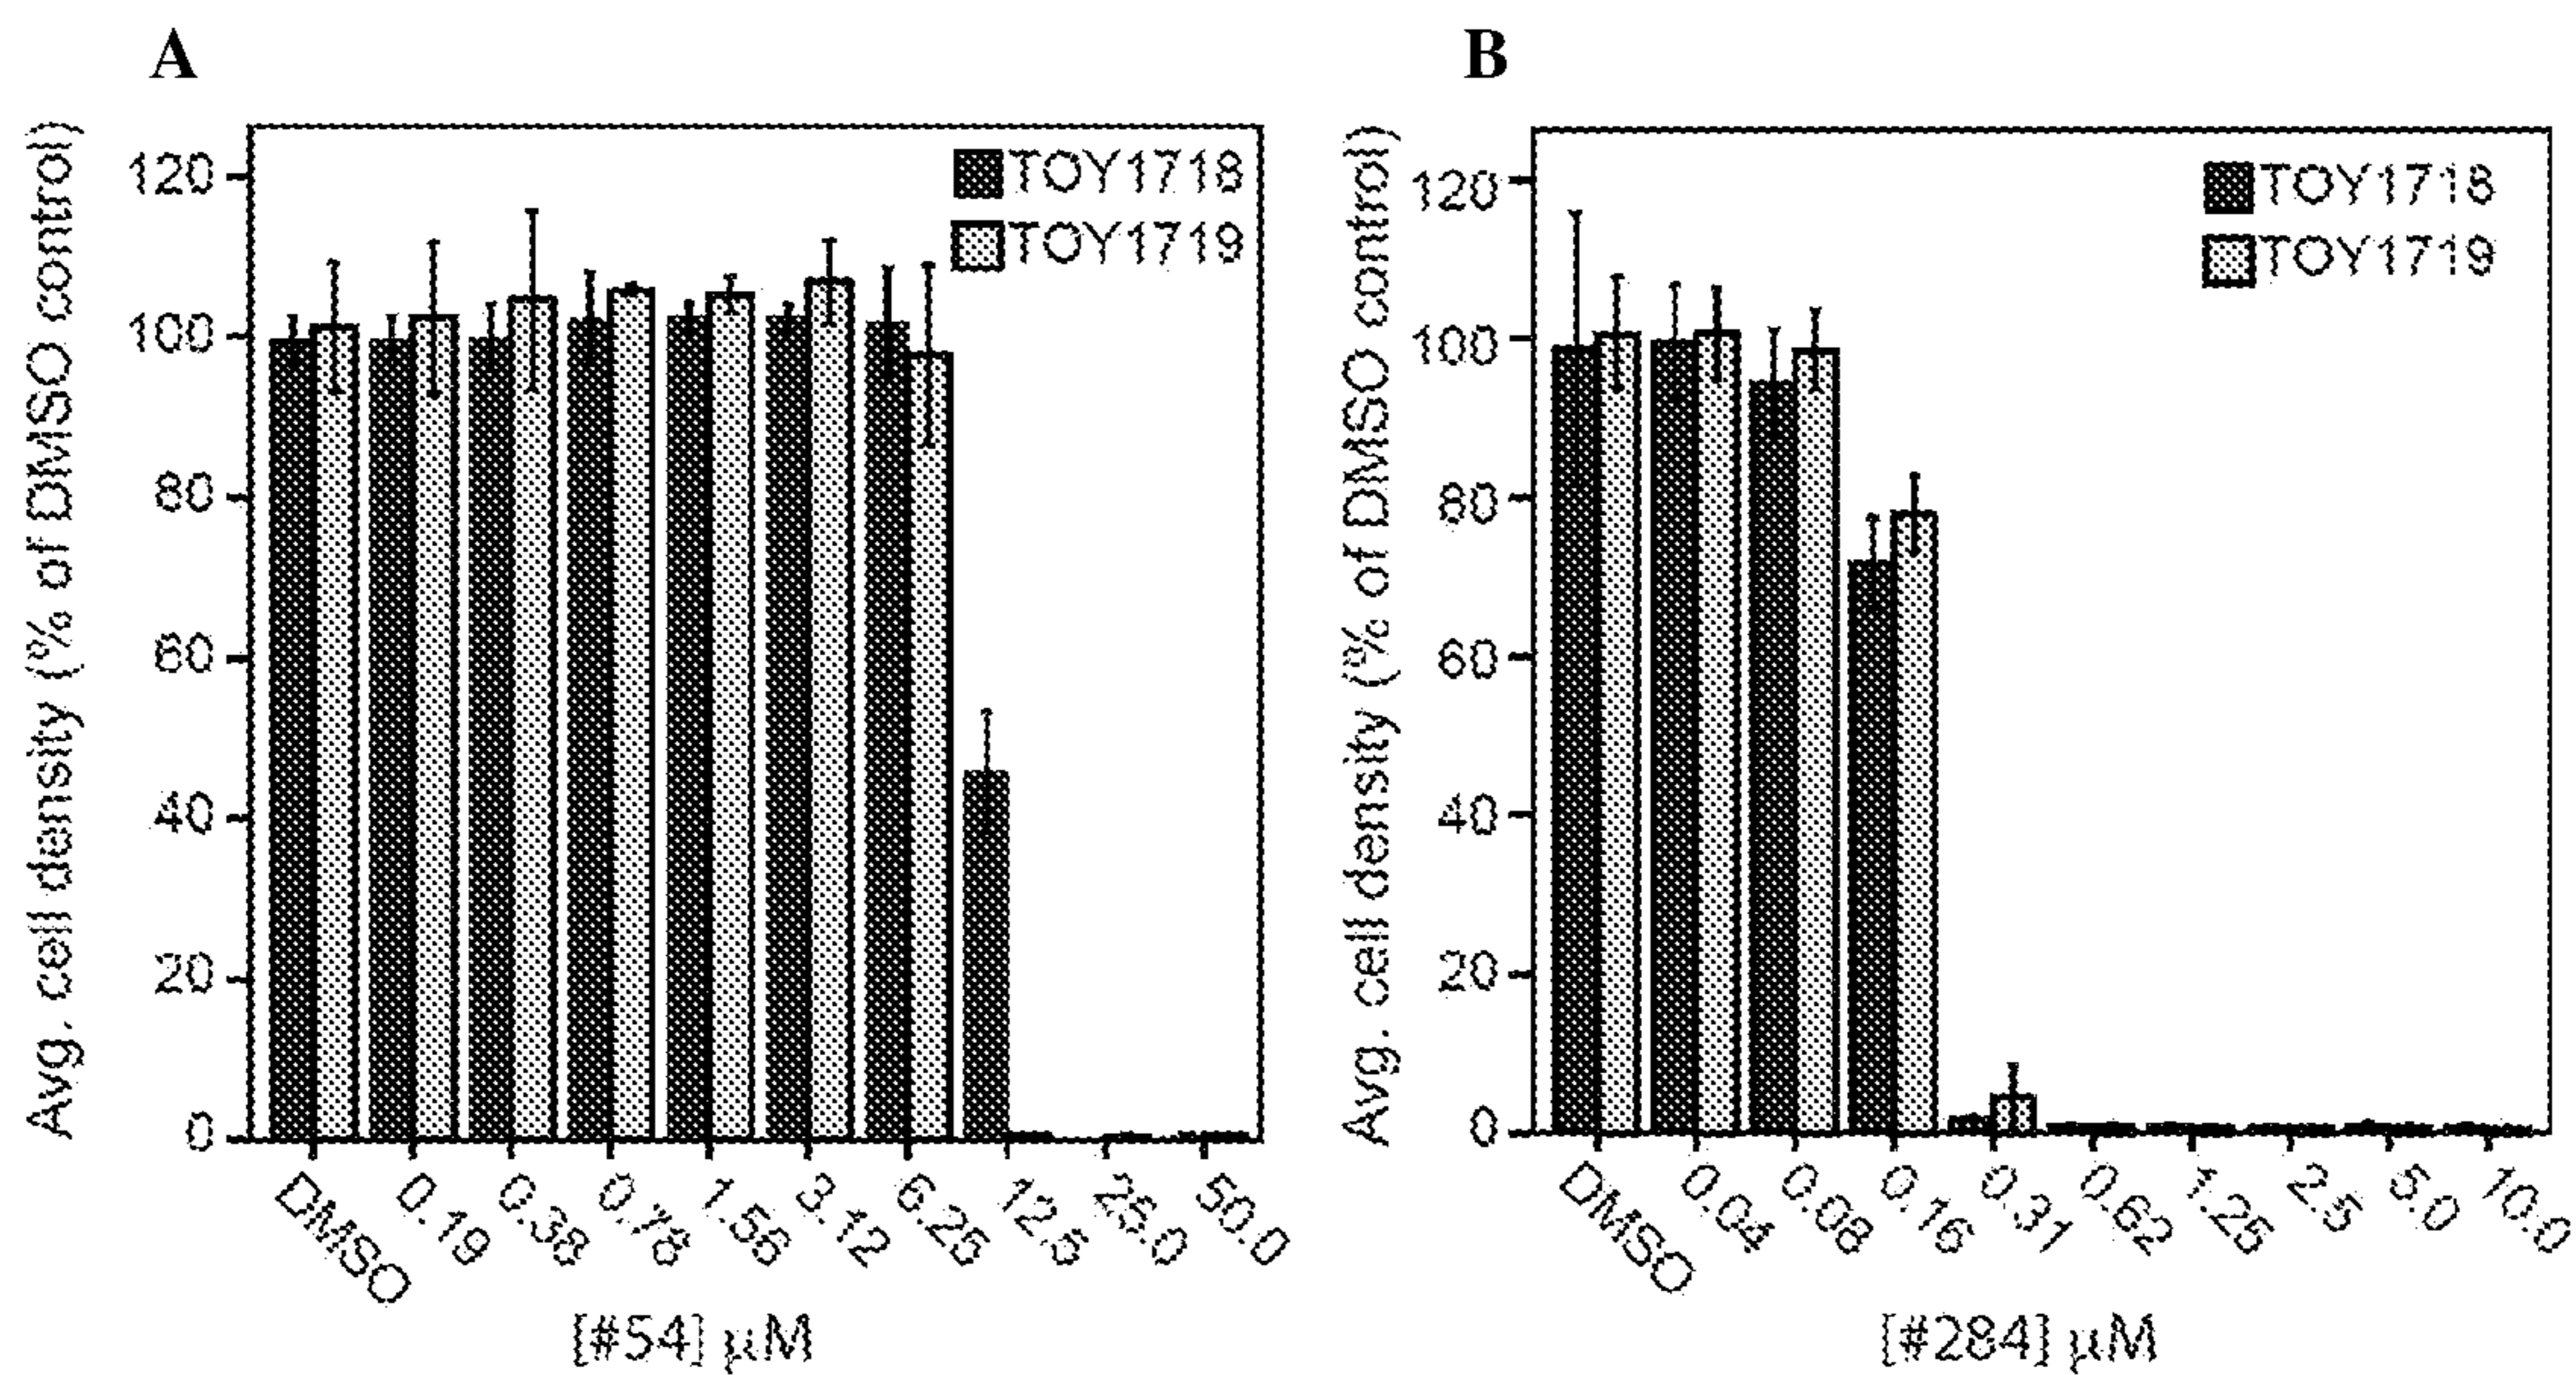 A
Avg. cell density (% of DMSO control)
120
100
80
60
40
20
0
TOY1718
TOY1719
DMSO
0.19
0.38
0.78
1.56
3.12
6.25
12.5
25.0
50.0
[#54] µM
B
Avg. cell density (% of DMSO control)
120
100
80
60
40
20
0
TOY1718
TOY1719
DMSO
0.04
0.08
0.16
0.31
0.62
1.25
2.5
5.0
10.0
[#284] µM